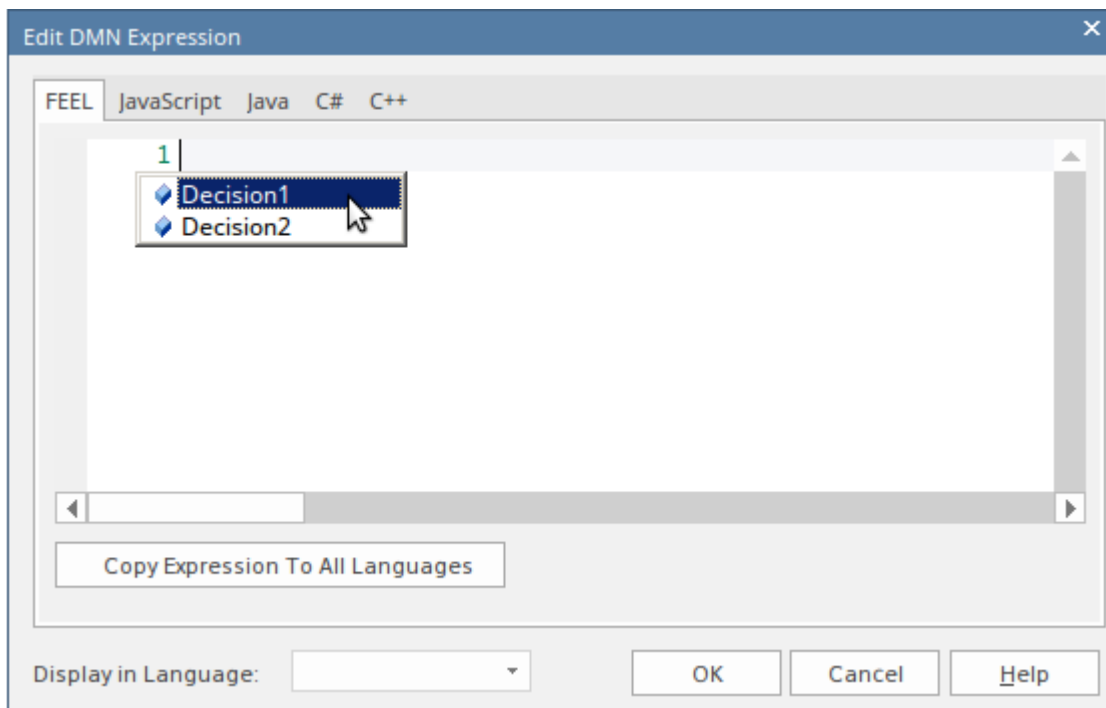 Edit DMN Expression
FEEL JavaScript Java C# C++
1
Decision1
Decision2
Copy Expression To All Languages
Display in Language: OK Cancel Help